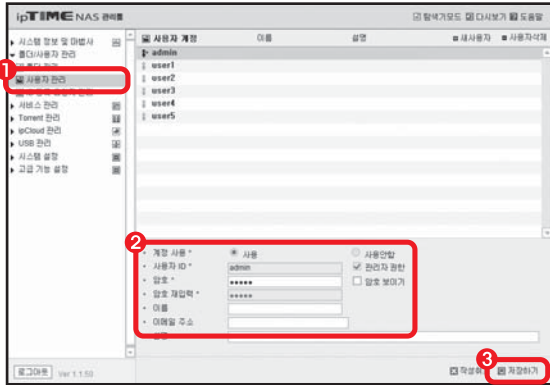 ipTIME NAS 관리툴
탐색기모드 다시보기 도움말
시스템 정보 및 마법사
폴더/사용자 관리
사용자 관리
서비스 관리
Torrent 관리
ipCloud 관리
USB 관리
시스템 설정
고급 기능 설정
로그아웃 Ver 1.1.50
사용자 계정 이름 설명 새사용자 사용자삭제
admin
user1
user2
user3
user4
user5
1
2
계정 사용 * 사용 사용안함
사용자 ID * admin 관리자 권한
암호 * ••••• 암호 보이기
암호 재입력 * •••••
이름
이메일 주소
3
저장하기